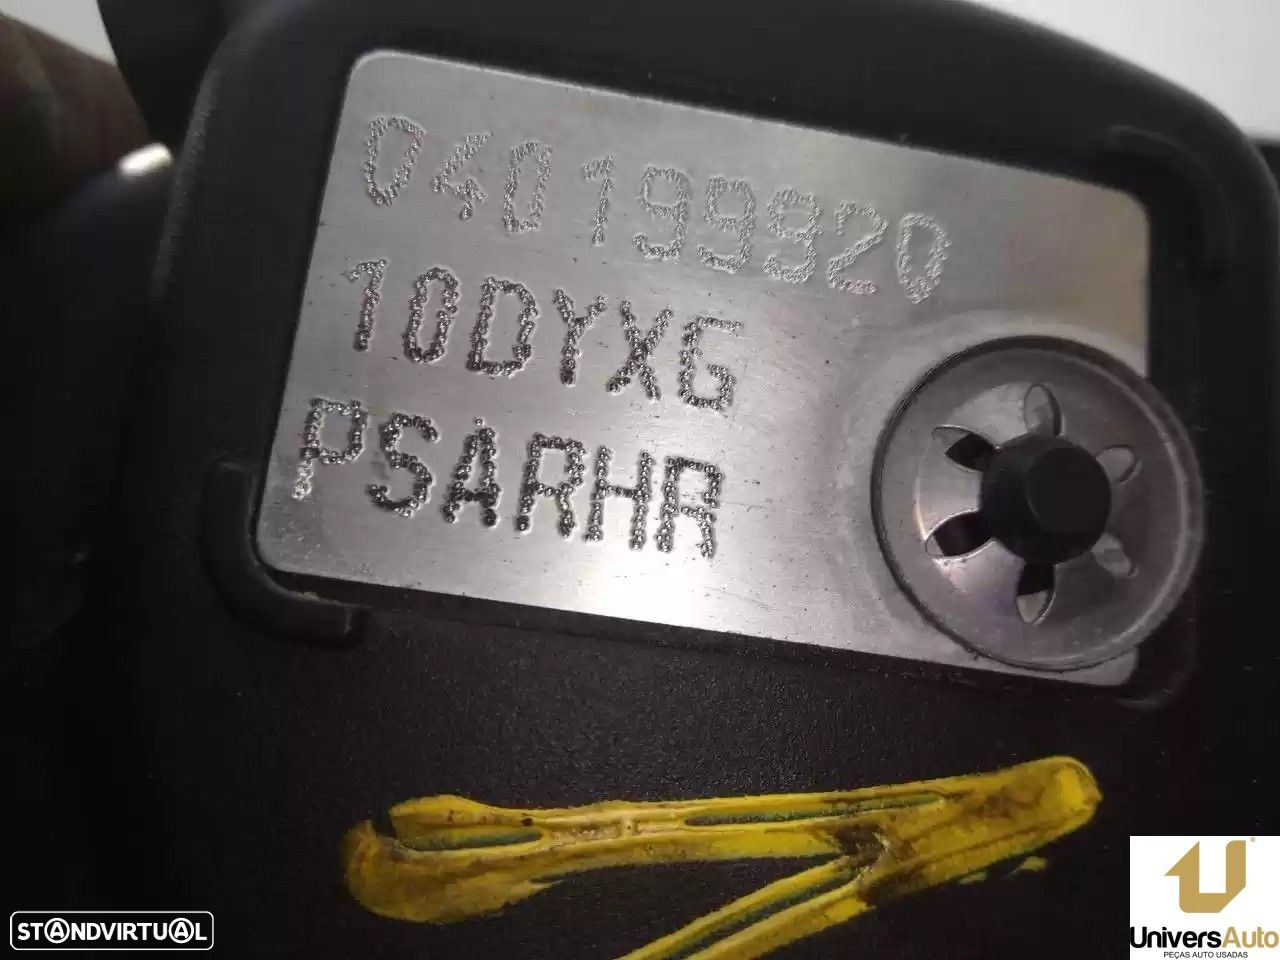 040199920
10DYXG
PSARHR
STANDVIRTUAL
UniversAuto
PEÇAS AUTO USADAS